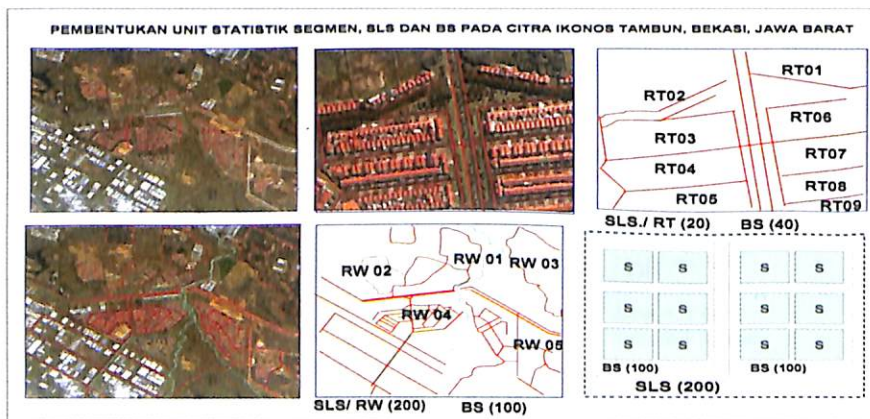 PEMBENTUKAN UNIT STATISTIK SEGMEN, SLS DAN BS PADA CITRA IKONOS TAMBUN, BEKASI, JAWA BARAT
RT01
RT02
RT06
RT03
RT07
RT04
RT08
RT05
RT09
SLS./ RT (20) BS (40)
RW 01
RW 02
RW 03
RW 04
RW 05
SLS/ RW (200) BS (100)
S S S S
S S S S
S S S S
BS (100) BS (100)
SLS (200)